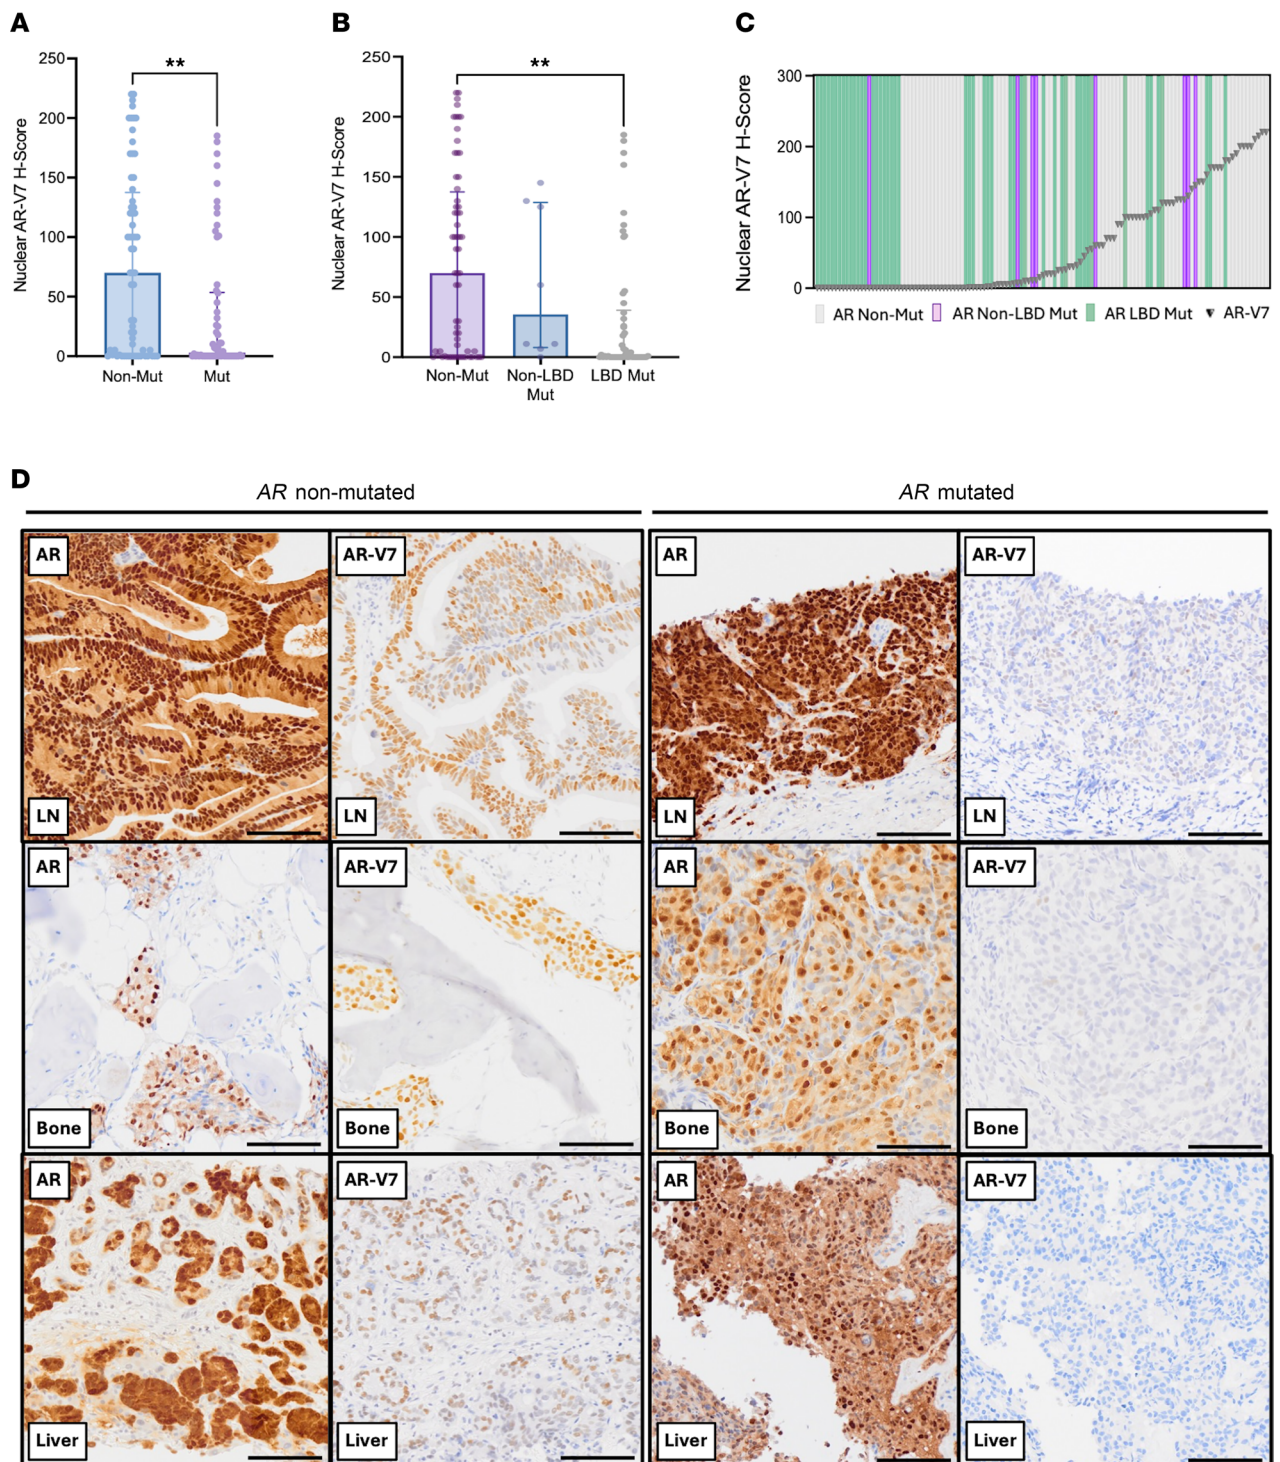 A
B
C
Nuclear AR-V7 H-Score
250
200
150
100
50
0
**
Non-Mut
Mut
Nuclear AR-V7 H-Score
250
200
150
100
50
0
**
Non-Mut
Non-LBD
Mut
LBD Mut
Nuclear AR-V7 H-Score
300
200
100
0
AR Non-Mut
AR Non-LBD Mut
AR LBD Mut
AR-V7
D
AR non-mutated
AR mutated
AR
LN
AR-V7
LN
AR
LN
AR-V7
LN
AR
Bone
AR-V7
Bone
AR
Bone
AR-V7
Bone
AR
Liver
AR-V7
Liver
AR
Liver
AR-V7
Liver